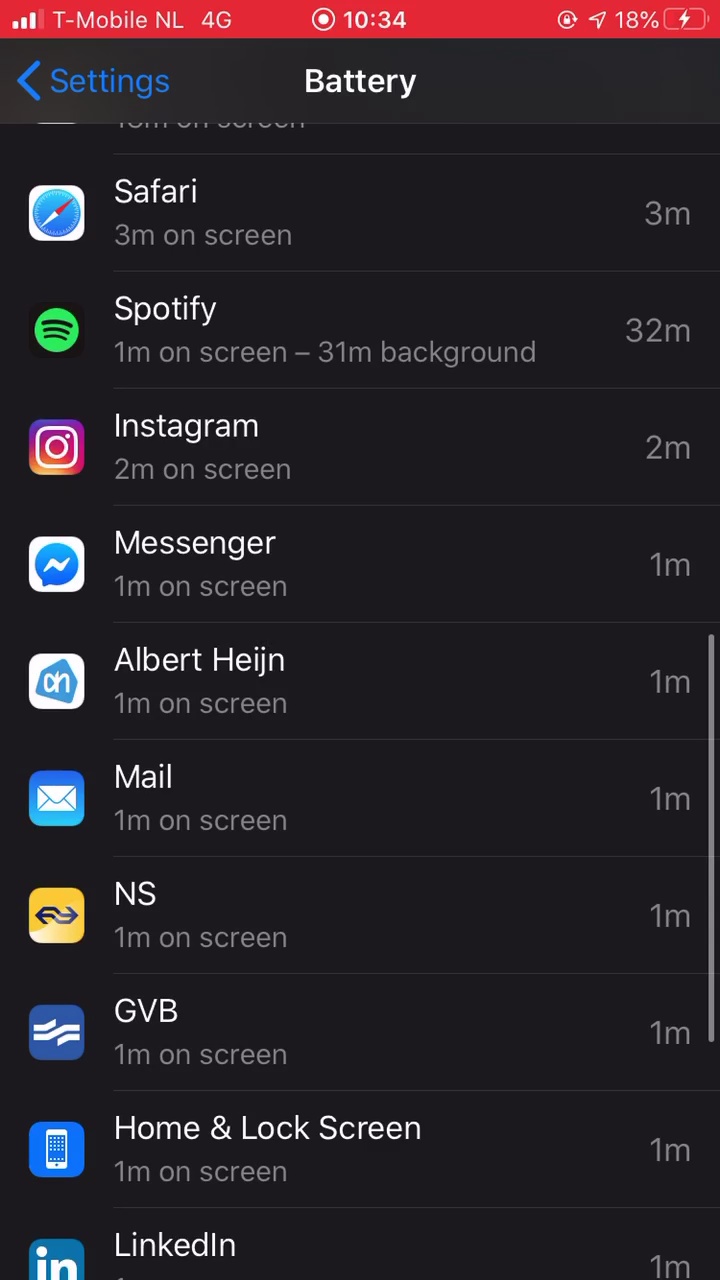 T-Mobile NL 4G 10:34 18%
Settings Battery
on screen
Safari
3m on screen 3m
Spotify
1m on screen – 31m background 32m
Instagram
2m on screen 2m
Messenger
1m on screen 1m
Albert Heijn
1m on screen 1m
Mail
1m on screen 1m
NS
1m on screen 1m
GVB
1m on screen 1m
Home & Lock Screen
1m on screen 1m
LinkedIn
1m